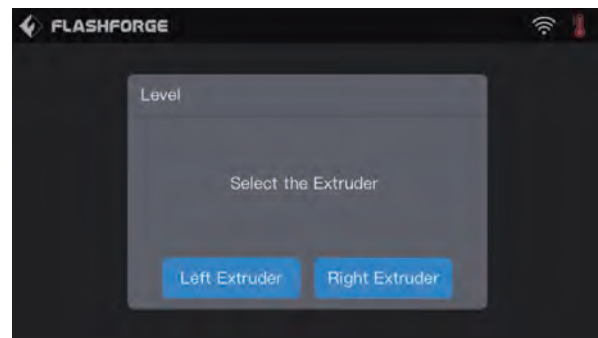 FLASHFORGE
Level
Select the Extruder
Left Extruder Right Extruder